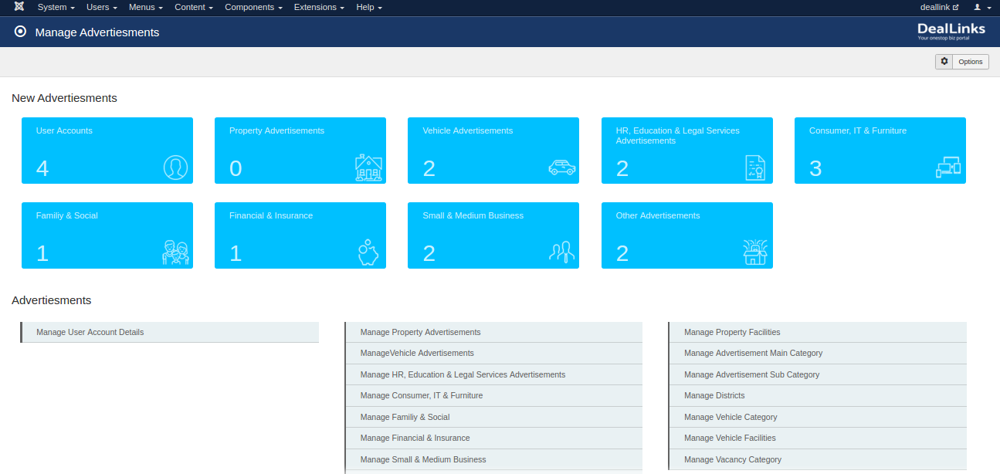 System Users Menus Content Components Extensions Help deallink
Manage Advertiesments
DealLinks
Your onestop biz portal
Options
New Advertiesments
User Accounts
4
Property Advertisements
0
Vehicle Advertisements
2
HR, Education & Legal Services
Advertisements
2
Consumer, IT & Furniture
3
Familiy & Social
1
Financial & Insurance
1
Small & Medium Business
2
Other Advertisements
2
Advertiesments
Manage User Account Details
Manage Property Advertisements
ManageVehicle Advertisements
Manage HR, Education & Legal Services Advertisements
Manage Consumer, IT & Furniture
Manage Familiy & Social
Manage Financial & Insurance
Manage Small & Medium Business
Manage Property Facilities
Manage Advertisement Main Category
Manage Advertisement Sub Category
Manage Districts
Manage Vehicle Category
Manage Vehicle Facilities
Manage Vacancy Category